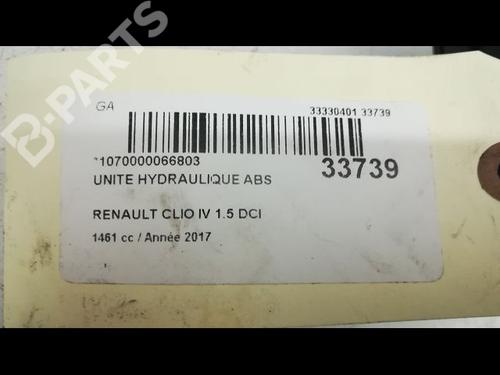 B-PARTS
GA
33330401 33739
*1070000066803
33739
UNITE HYDRAULIQUE ABS
RENAULT CLIO IV 1.5 DCI
1461 cc / Année 2017